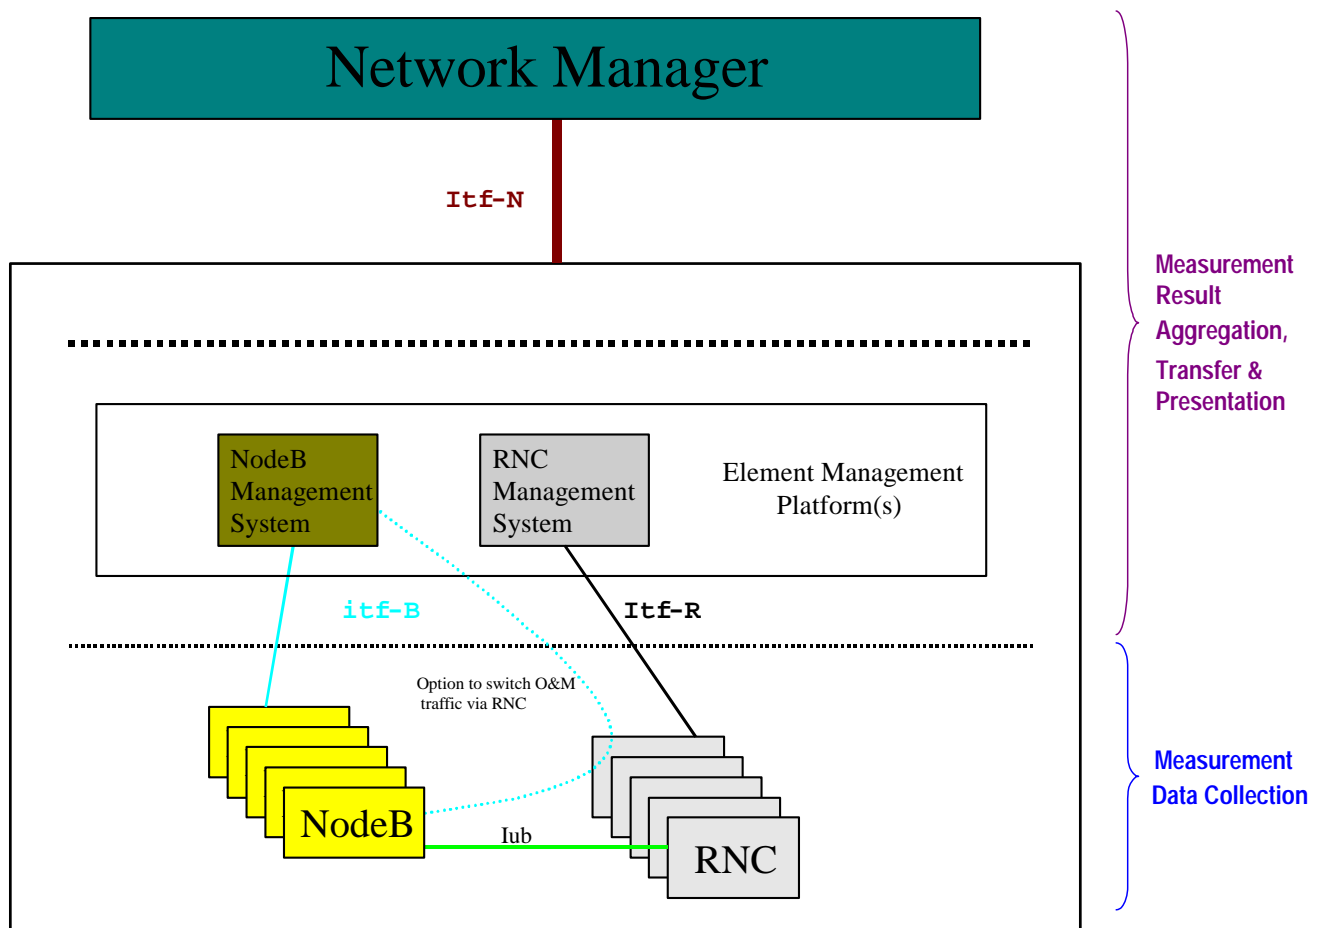 Network Manager
Itf-N
Measurement
Result
Aggregation,
Transfer &
Presentation
NodeB
Management
System
RNC
Management
System
Element Management
Platform(s)
itf-B
Itf-R
Option to switch O&M
traffic via RNC
NodeB
Iub
RNC
Measurement
Data Collection